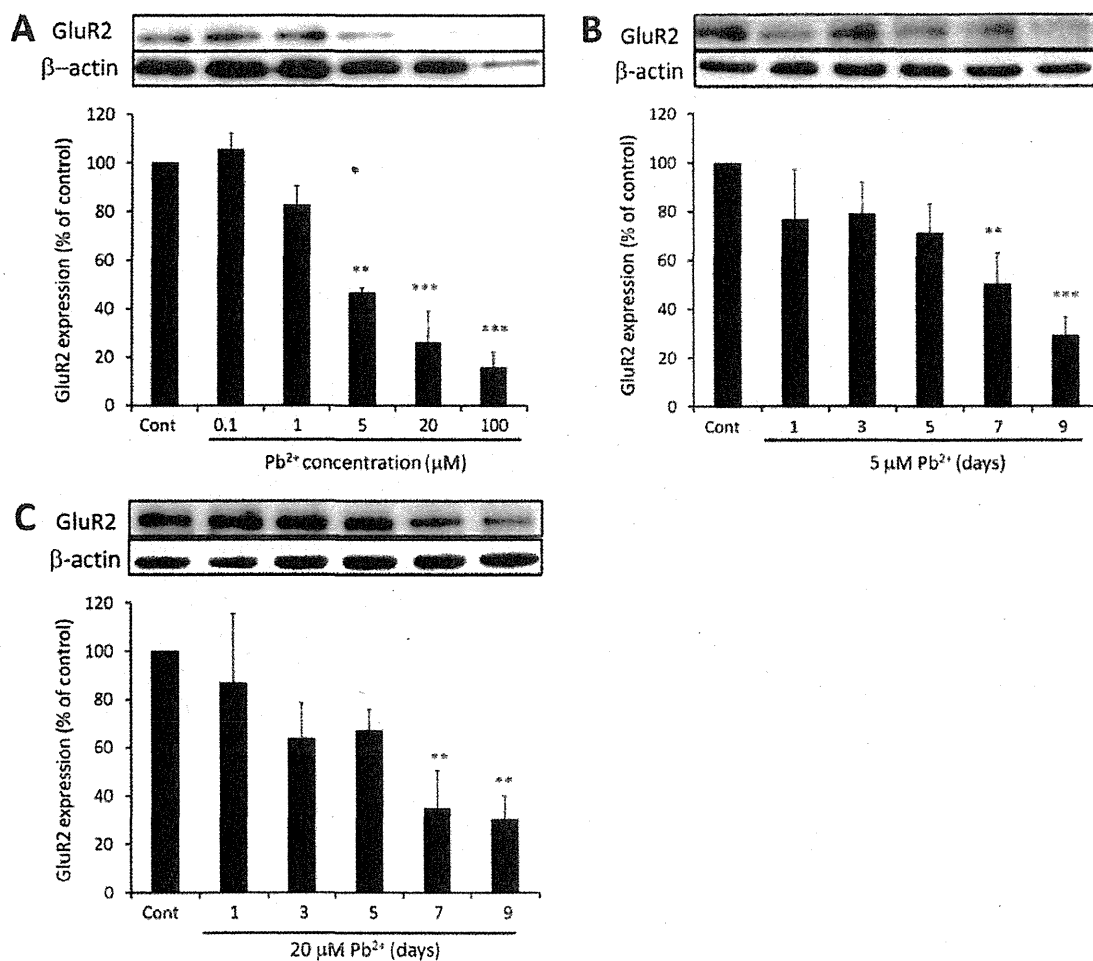 A
GluR2
β–actin
120
100
80
60
40
20
0
GluR2 expression (% of control)
**
***
***
Cont 0.1 1 5 20 100
Pb²⁺ concentration (μM)
B
GluR2
β-actin
120
100
80
60
40
20
0
GluR2 expression (% of control)
**
***
Cont 1 3 5 7 9
5 μM Pb²⁺ (days)
C
GluR2
β-actin
120
100
80
60
40
20
0
GluR2 expression (% of control)
**
**
Cont 1 3 5 7 9
20 μM Pb²⁺ (days)